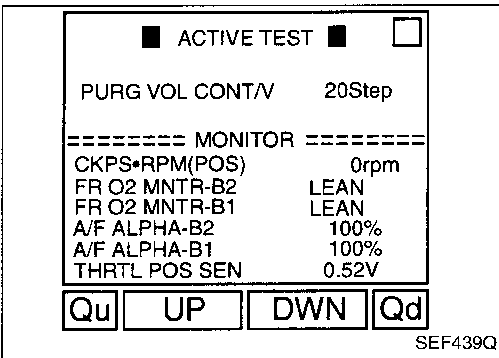 ■ ACTIVE TEST ■
PURG VOL CONT/V 20Step
======== MONITOR ========
CKPS•RPM(POS) 0rpm
FR O2 MNTR-B2 LEAN
FR O2 MNTR-B1 LEAN
A/F ALPHA-B2 100%
A/F ALPHA-B1 100%
THRTL POS SEN 0.52V
Qu UP DWN Qd
SEF439Q